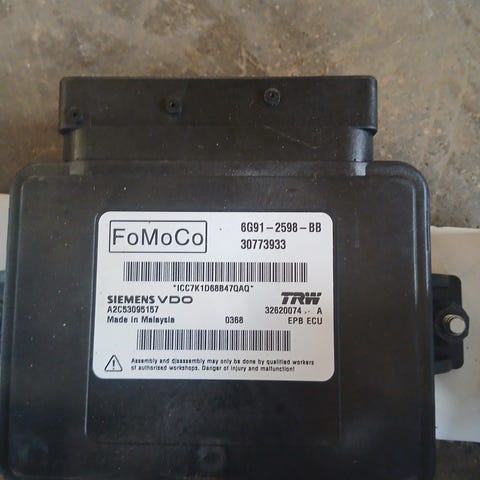 FoMoCo
6G91-2598-BB
30773933
*ICC7K1D68B47QAQ*
SIEMENS VDO
TRW
A2C53095157
32620074 .- A
Made in Malaysia 0368 EPB ECU
Assembly and disassembly may only be done by qualified workers
of authorised workshops. Danger of injury and malfunction!